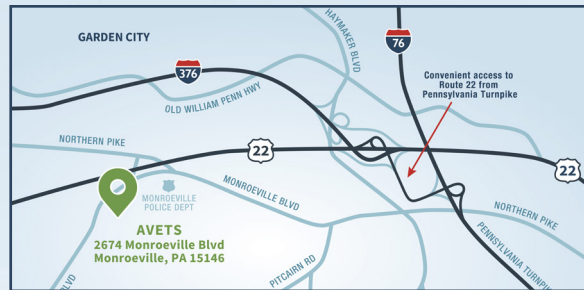 GARDEN CITY
376
OLD WILLIAM PENN HWY
HAYMAKER BLVD
76
Convenient access to
Route 22 from
Pennsylvania Turnpike
NORTHERN PIKE
22
22
MONROEVILLE
POLICE DEPT
MONROEVILLE BLVD
NORTHERN PIKE
AVETS
2674 Monroeville Blvd
Monroeville, PA 15146
PITCAIRN RD
PENNSYLVANIA TURNPIKE